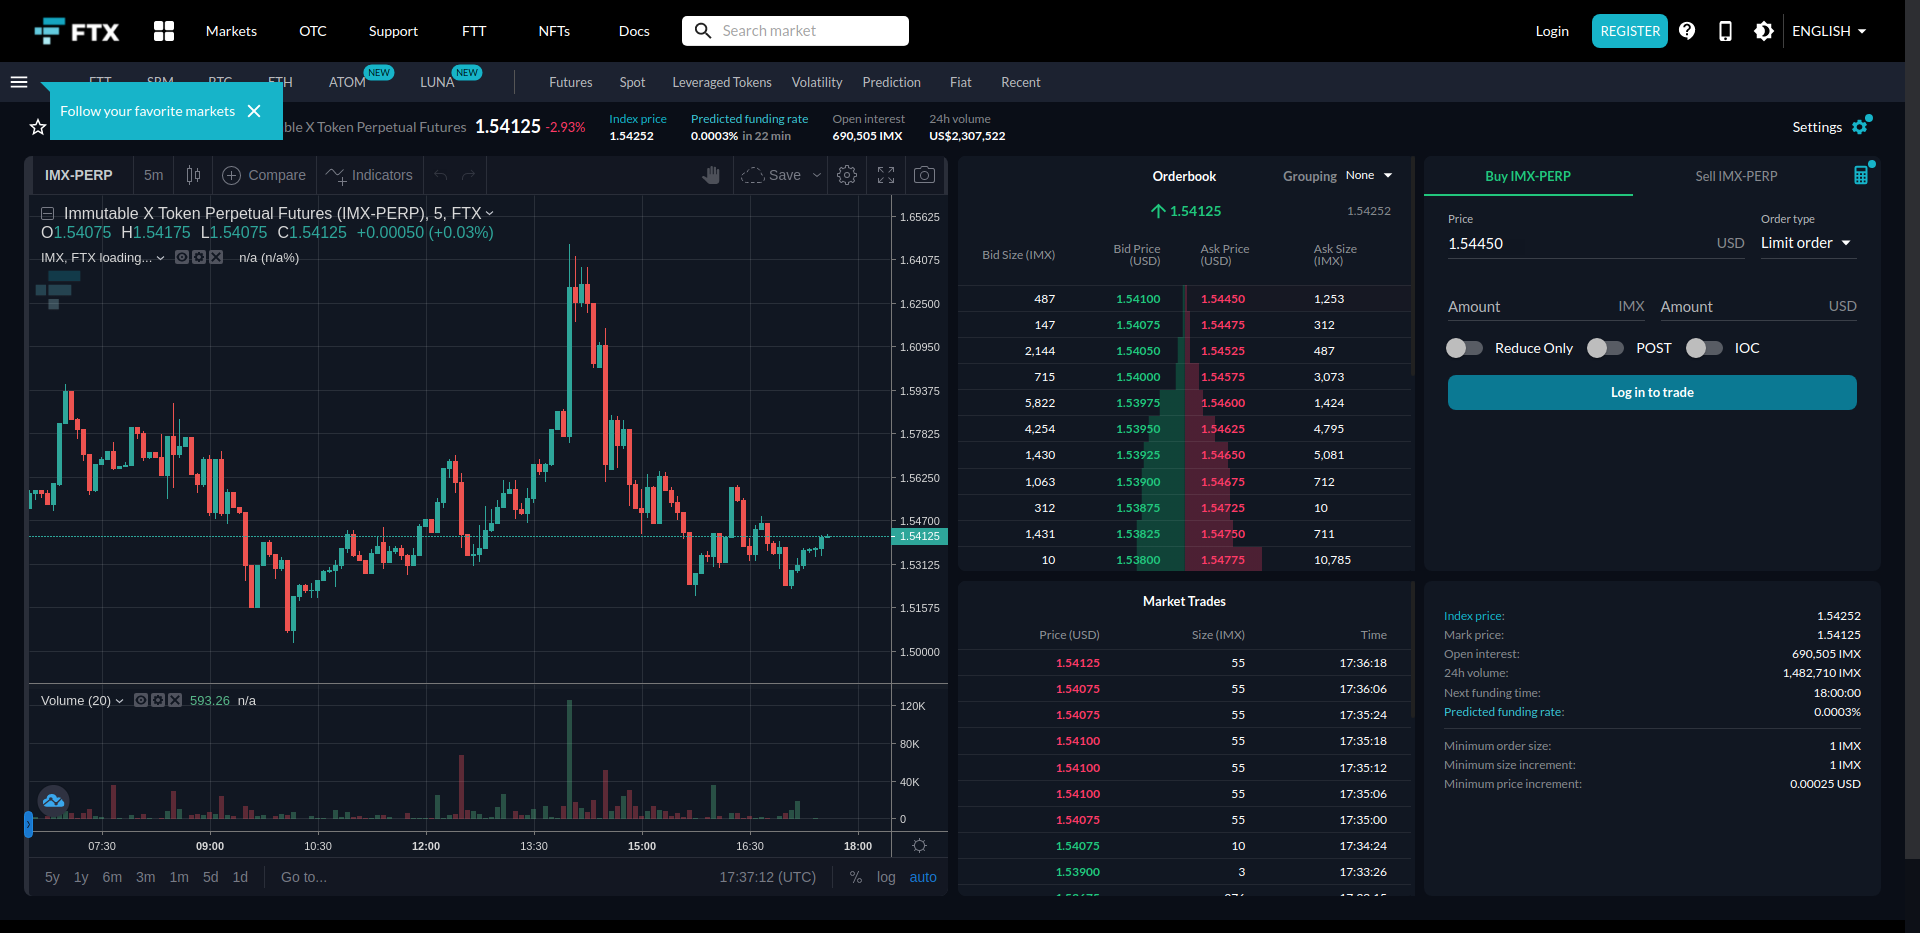 FTX
Markets
OTC
Support
FTT
NFTs
Docs
Search market
Login
REGISTER
ENGLISH
ATOM NEW
LUNA NEW
Futures
Spot
Leveraged Tokens
Volatility
Prediction
Fiat
Recent
Follow your favorite markets
ble X Token Perpetual Futures
1.54125 -2.93%
Index price
1.54252
Predicted funding rate
0.0003% in 22 min
Open interest
690,505 IMX
24h volume
US$2,307,522
Settings
IMX-PERP
5m
Compare
Indicators
Save
Immutable X Token Perpetual Futures (IMX-PERP), 5, FTX
O1.54075 H1.54175 L1.54075 C1.54125 +0.00050 (+0.03%)
IMX, FTX loading... n/a (n/a%)
1.65625
1.64075
1.62500
1.60950
1.59375
1.57825
1.56250
1.54700
1.54125
1.53125
1.51575
1.50000
Volume (20) 593.26 n/a
120K
80K
40K
0
07:30 09:00 10:30 12:00 13:30 15:00 16:30 18:00
5y 1y 6m 3m 1m 5d 1d Go to...
17:37:12 (UTC) % log auto
Orderbook
Grouping None
1.54125
1.54252
Bid Size (IMX) Bid Price (USD) Ask Price (USD) Ask Size (IMX)
487 1.54100 1.54450 1,253
147 1.54075 1.54475 312
2,144 1.54050 1.54525 487
715 1.54000 1.54575 3,073
5,822 1.53975 1.54600 1,424
4,254 1.53950 1.54625 4,795
1,430 1.53925 1.54650 5,081
1,063 1.53900 1.54675 712
312 1.53875 1.54725 10
1,431 1.53825 1.54750 711
10 1.53800 1.54775 10,785
Market Trades
Price (USD) Size (IMX) Time
1.54125 55 17:36:18
1.54075 55 17:36:06
1.54075 55 17:35:24
1.54100 55 17:35:18
1.54100 55 17:35:12
1.54100 55 17:35:06
1.54075 55 17:35:00
1.54075 10 17:34:24
1.53900 3 17:33:26
Buy IMX-PERP
Sell IMX-PERP
Price
1.54450 USD
Order type
Limit order
Amount IMX
Amount USD
Reduce Only
POST
IOC
Log in to trade
Index price: 1.54252
Mark price: 1.54125
Open interest: 690,505 IMX
24h volume: 1,482,710 IMX
Next funding time: 18:00:00
Predicted funding rate: 0.0003%
Minimum order size: 1 IMX
Minimum size increment: 1 IMX
Minimum price increment: 0.00025 USD